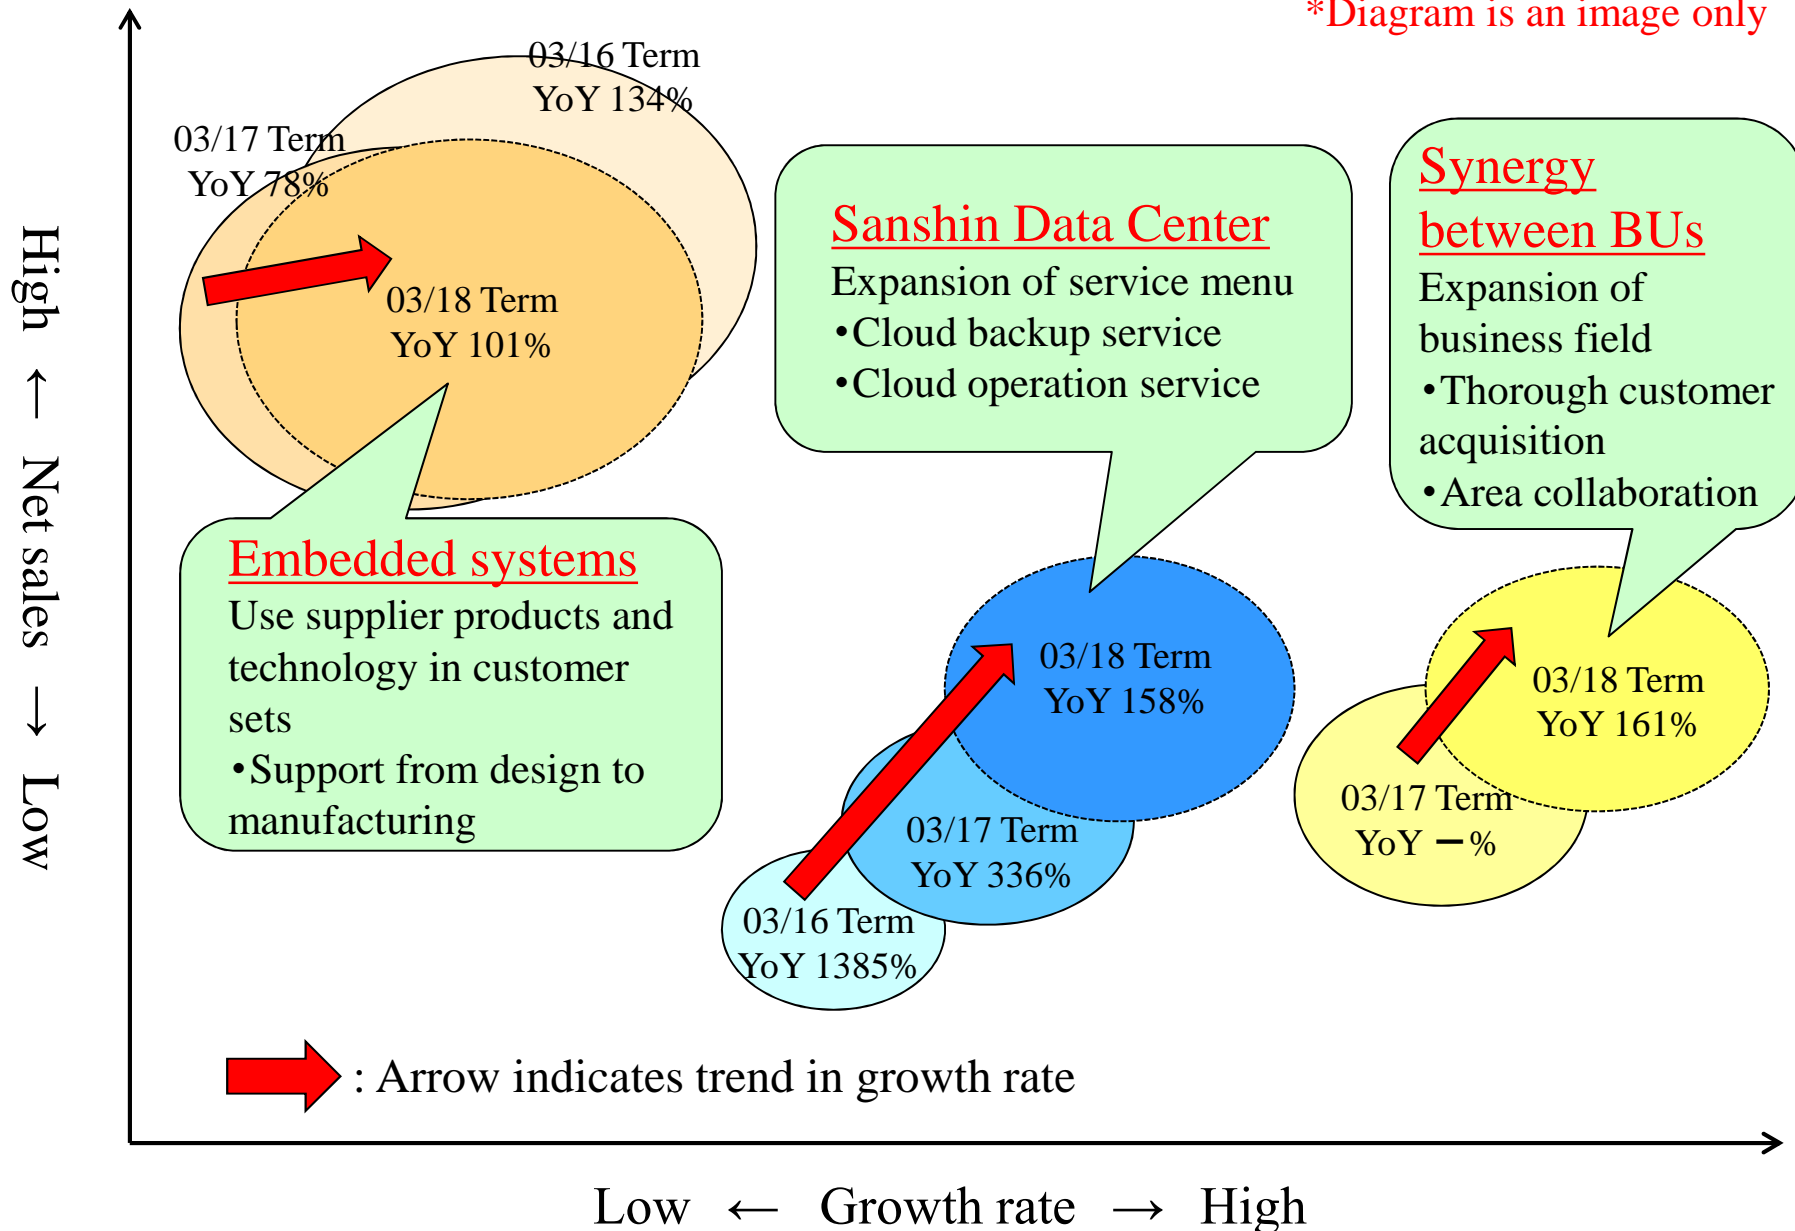 *Diagram is an image only
03/16 Term
YoY 134%
03/17 Term
YoY 78%
03/18 Term
YoY 101%
Embedded systems
Use supplier products and
technology in customer
sets
•Support from design to
manufacturing
Sanshin Data Center
Expansion of service menu
•Cloud backup service
•Cloud operation service
Synergy
between BUs
Expansion of
business field
•Thorough customer
acquisition
•Area collaboration
03/18 Term
YoY 158%
03/17 Term
YoY 336%
03/16 Term
YoY 1385%
03/18 Term
YoY 161%
03/17 Term
YoY ー%
: Arrow indicates trend in growth rate
High ← Net sales → Low
Low ← Growth rate → High